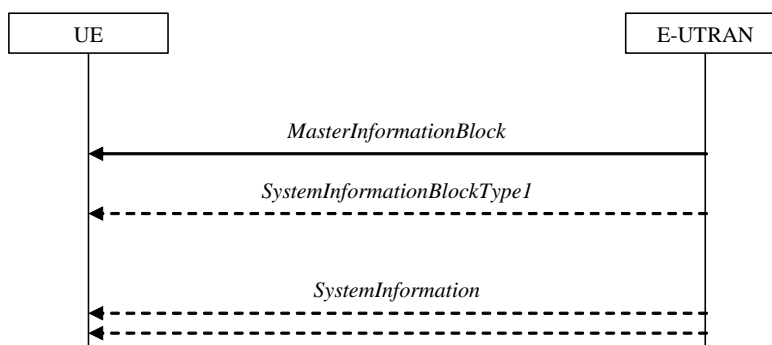 UE
E-UTRAN
MasterInformationBlock
SystemInformationBlockType1
SystemInformation